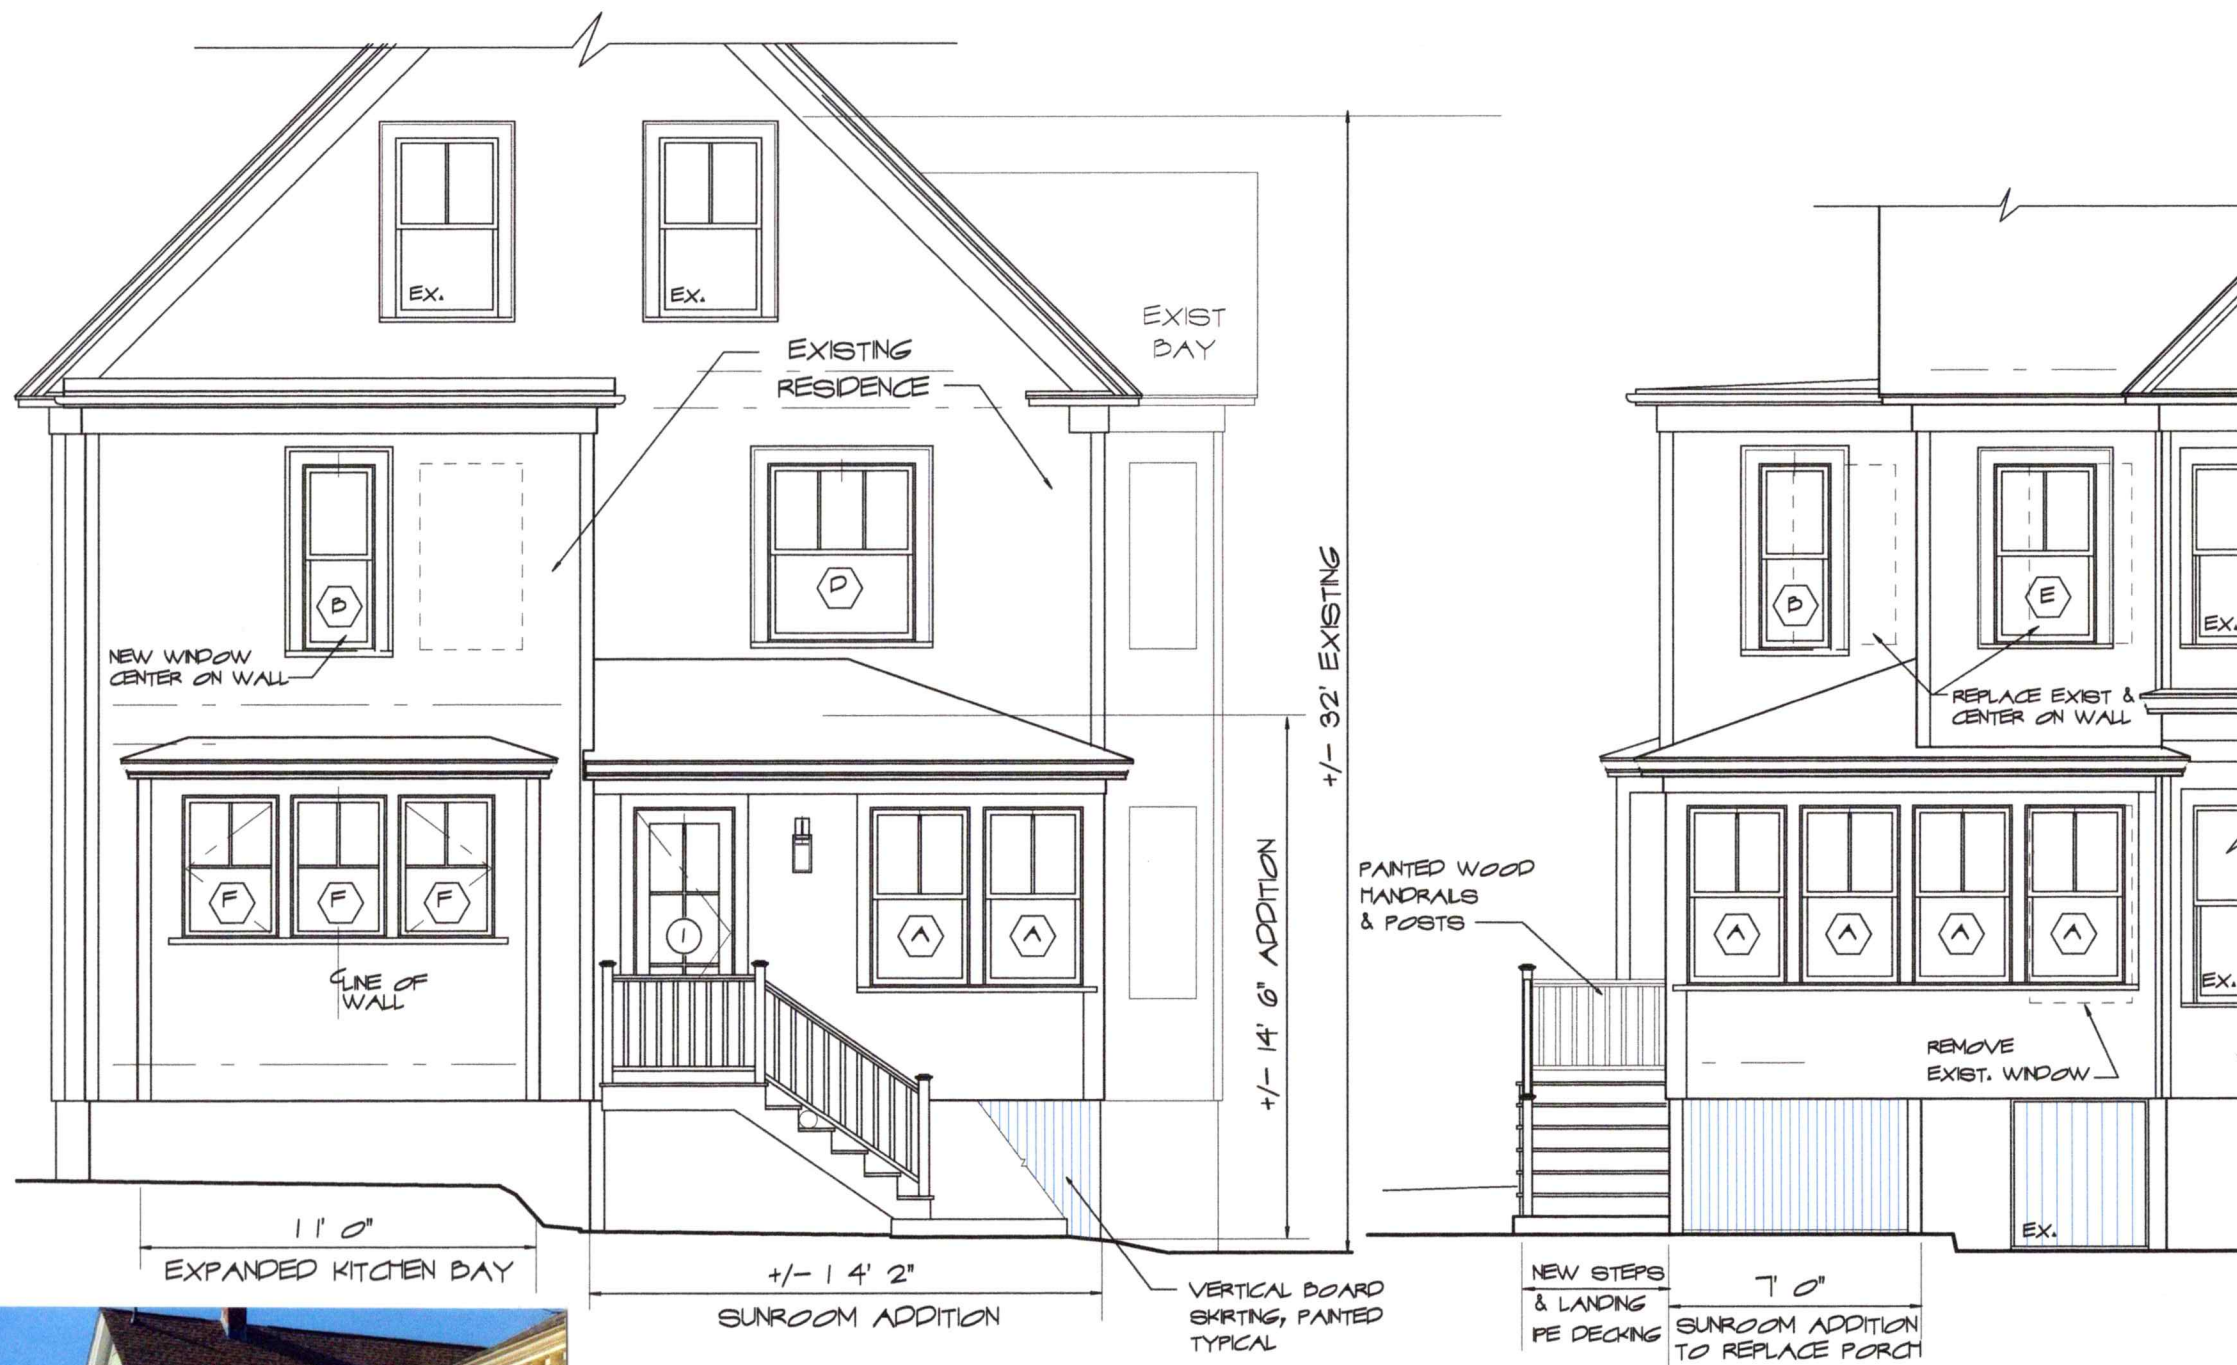 EX.
EX.
EXIST
BAY
EXISTING
RESIDENCE
B
D
NEW WINDOW
CENTER ON WALL
+/- 32' EXISTING
F
F
F
1
A
A
CLINE OF
WALL
+/- 14' 6" ADDITION
11' 0"
EXPANDED KITCHEN BAY
+/- 14' 2"
SUNROOM ADDITION
VERTICAL BOARD
SKIRTING, PAINTED
TYPICAL
B
E
EX.
REPLACE EXIST &
CENTER ON WALL
PAINTED WOOD
HANDRALS
& POSTS
A
A
A
A
EX.
REMOVE
EXIST. WINDOW
EX.
NEW STEPS
& LANDING
IPE DECKING
7' 0"
SUNROOM ADDITION
TO REPLACE PORCH